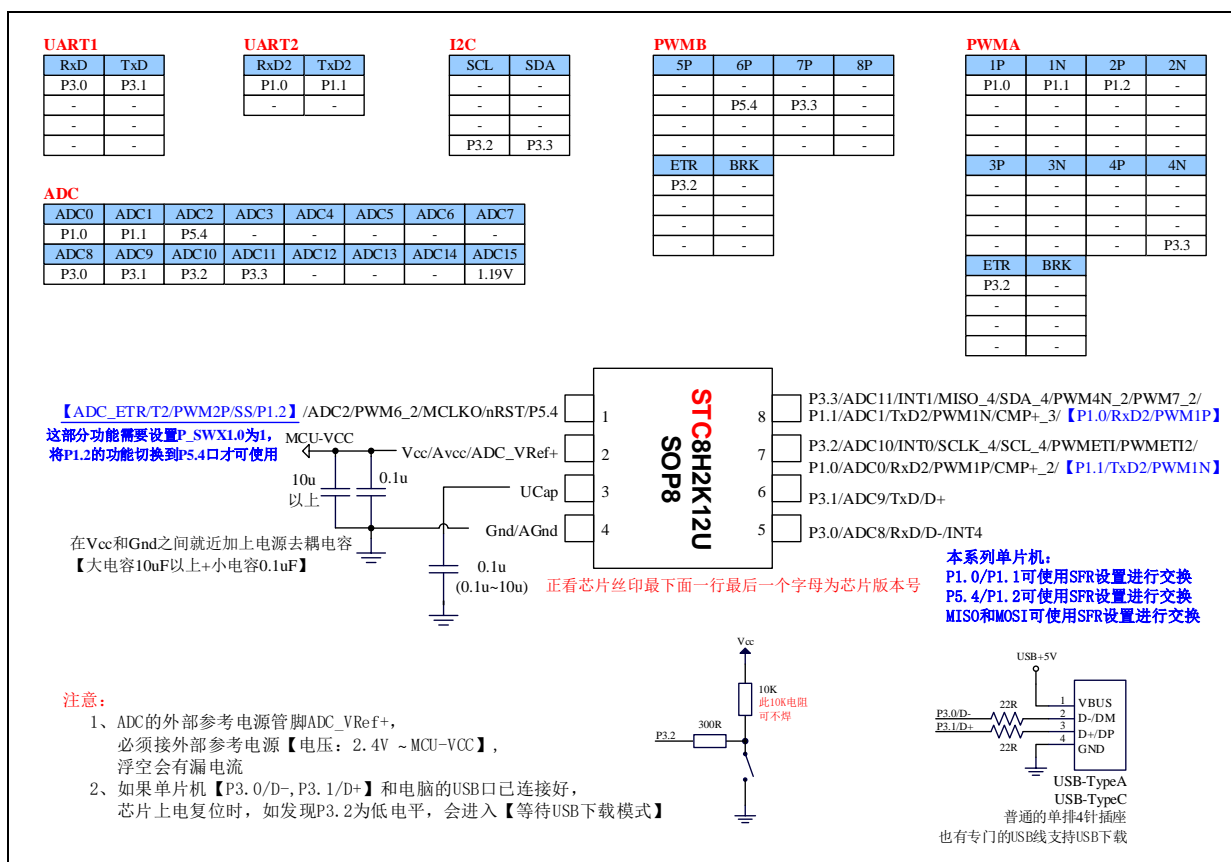 UART1
RxD TxD
P3.0 P3.1
- -
- -
- -
UART2
RxD2 TxD2
P1.0 P1.1
- -
I2C
SCL SDA
- -
- -
- -
P3.2 P3.3
PWMB
5P 6P 7P 8P
- - - -
- P5.4 P3.3 -
- - - -
- - - -
ETR BRK
P3.2 -
- -
- -
- -
PWMA
1P 1N 2P 2N
P1.0 P1.1 P1.2 -
- - - -
- - - -
- - - -
3P 3N 4P 4N
- - - -
- - - -
- - - -
- - - P3.3
ETR BRK
P3.2 -
- -
- -
- -
ADC
ADC0 ADC1 ADC2 ADC3 ADC4 ADC5 ADC6 ADC7
P1.0 P1.1 P5.4 - - - - -
ADC8 ADC9 ADC10 ADC11 ADC12 ADC13 ADC14 ADC15
P3.0 P3.1 P3.2 P3.3 - - - 1.19V
【ADC_ETR/T2/PWM2P/SS/P1.2】/ADC2/PWM6_2/MCLKO/nRST/P5.4
这部分功能需要设置P_SWX1.0为1，
将P1.2的功能切换到P5.4口才可使用
MCU-VCC
Vcc/Avcc/ADC_VRef+
10u
以上
0.1u
UCap
Gnd/AGnd
在Vcc和Gnd之间就近加上电源去耦电容
【大电容10uF以上+小电容0.1uF】
0.1u
(0.1u~10u)
1
2
3
4
STC8H2K12U
SOP8
8
7
6
5
P3.3/ADC11/INT1/MISO_4/SDA_4/PWM4N_2/PWM7_2/
P1.1/ADC1/TxD2/PWM1N/CMP+_3/【P1.0/RxD2/PWM1P】
P3.2/ADC10/INT0/SCLK_4/SCL_4/PWMETI/PWMETI2/
P1.0/ADC0/RxD2/PWM1P/CMP+_2/【P1.1/TxD2/PWM1N】
P3.1/ADC9/TxD/D+
P3.0/ADC8/RxD/D-/INT4
正看芯片丝印最下面一行最后一个字母为芯片版本号
本系列单片机：
P1.0/P1.1可使用SFR设置进行交换
P5.4/P1.2可使用SFR设置进行交换
MISO和MOSI可使用SFR设置进行交换
注意：
1、ADC的外部参考电源管脚ADC_VRef+，
必须接外部参考电源【电压：2.4V ~ MCU-VCC】，
浮空会有漏电流
2、如果单片机【P3.0/D-,P3.1/D+】和电脑的USB口已连接好，
芯片上电复位时，如发现P3.2为低电平，会进入【等待USB下载模式】
Vcc
10K
此10K电阻
可不焊
300R
P3.2
USB+5V
22R
P3.0/D-
P3.1/D+
22R
1 VBUS
2 D-/DM
3 D+/DP
4 GND
USB-TypeA
USB-TypeC
普通的单排4针插座
也有专门的USB线支持USB下载